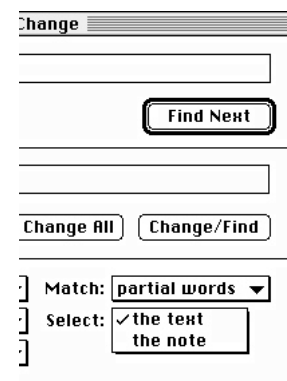 Change
Find Next
Change All Change/Find
Match: partial words
Select: ✓the text
the note